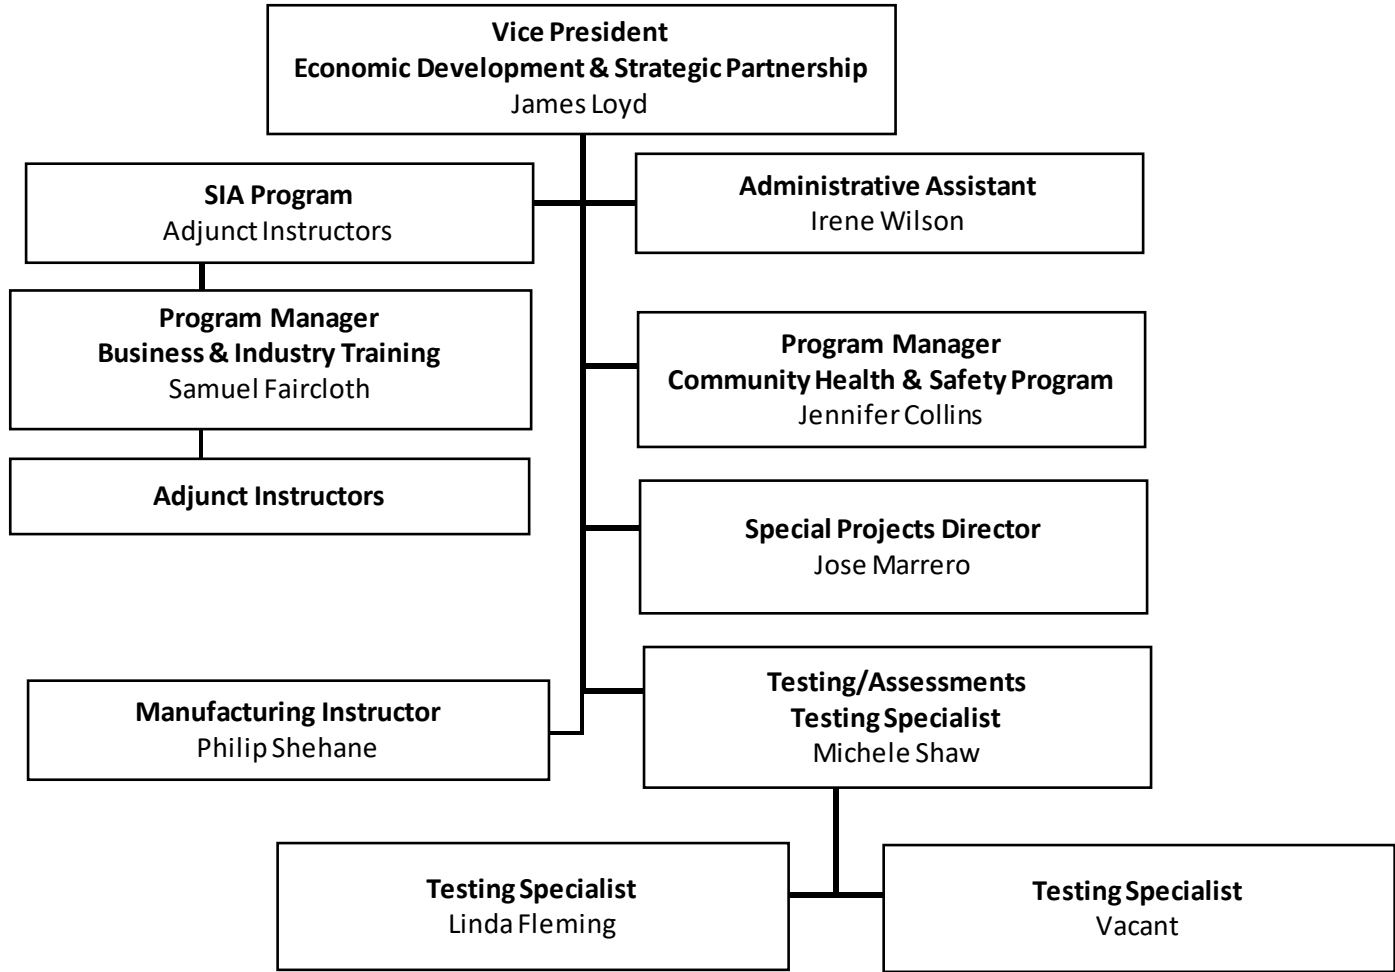 Vice President
Economic Development & Strategic Partnership
James Loyd
SIA Program
Adjunct Instructors
Administrative Assistant
Irene Wilson
Program Manager
Business & Industry Training
Samuel Faircloth
Program Manager
Community Health & Safety Program
Jennifer Collins
Adjunct Instructors
Special Projects Director
Jose Marrero
Manufacturing Instructor
Philip Shehane
Testing/Assessments
Testing Specialist
Michele Shaw
Testing Specialist
Linda Fleming
Testing Specialist
Vacant